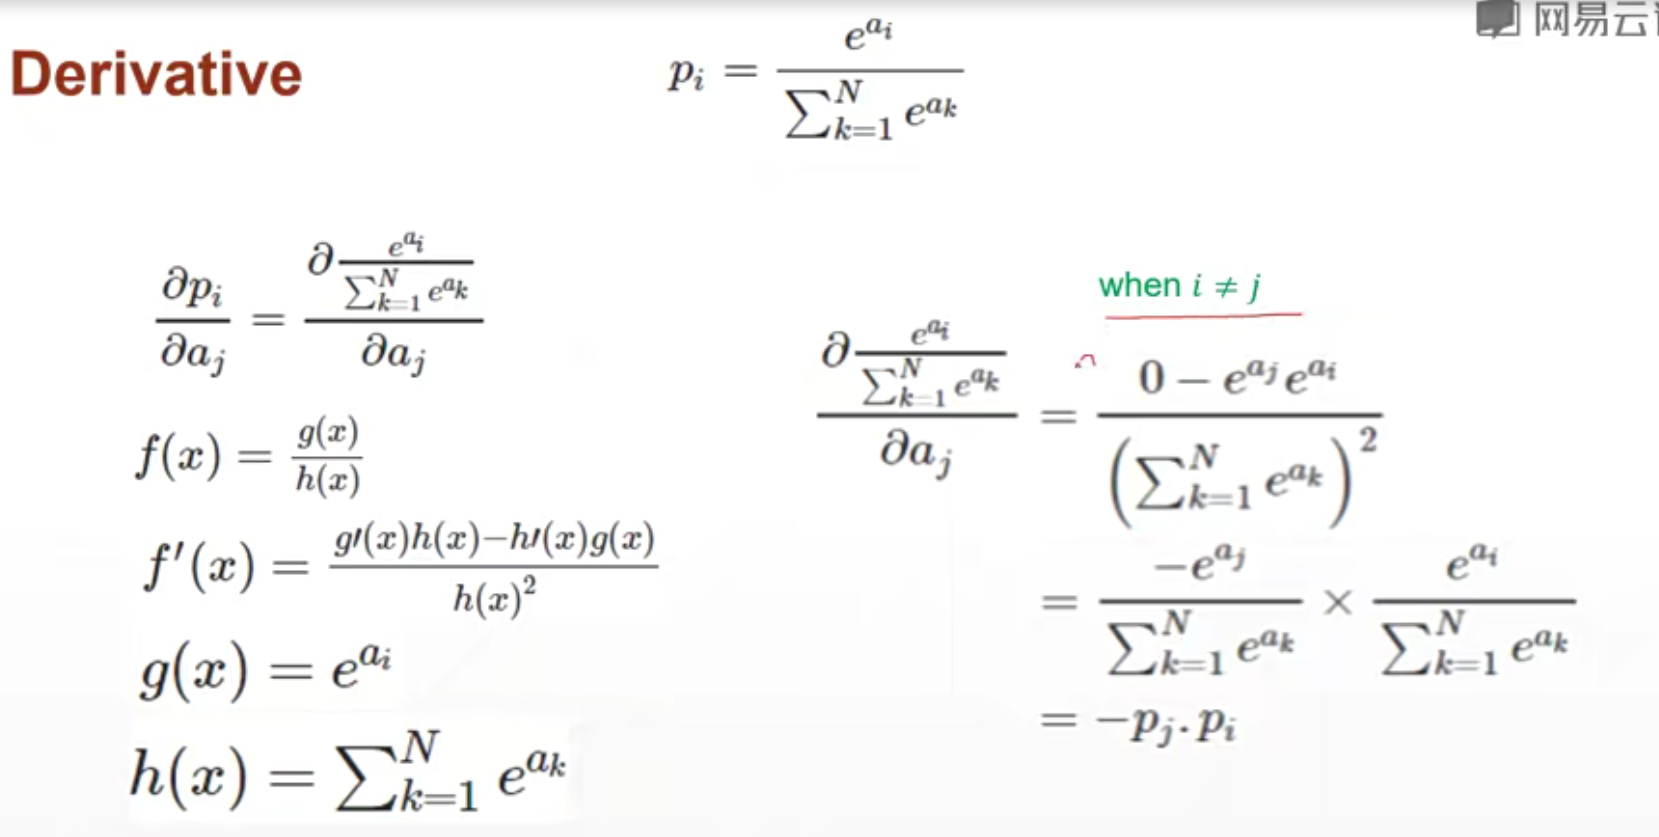 网易云
Derivative
p_i = \frac{e^{a_i}}{\sum_{k=1}^{N} e^{a_k}}
\frac{\partial p_i}{\partial a_j} = \frac{\partial \frac{e^{a_i}}{\sum_{k=1}^{N} e^{a_k}}}{\partial a_j}
f(x) = \frac{g(x)}{h(x)}
f'(x) = \frac{g\prime(x)h(x)-h\prime(x)g(x)}{h(x)^2}
g(x) = e^{a_i}
h(x) = \sum_{k=1}^{N} e^{a_k}
when i ≠ j
\frac{\partial \frac{e^{a_i}}{\sum_{k=1}^{N} e^{a_k}}}{\partial a_j} = \frac{0 - e^{a_j} e^{a_i}}{\left(\sum_{k=1}^{N} e^{a_k}\right)^2}
= \frac{-e^{a_j}}{\sum_{k=1}^{N} e^{a_k}} × \frac{e^{a_i}}{\sum_{k=1}^{N} e^{a_k}}
= -p_j . p_i